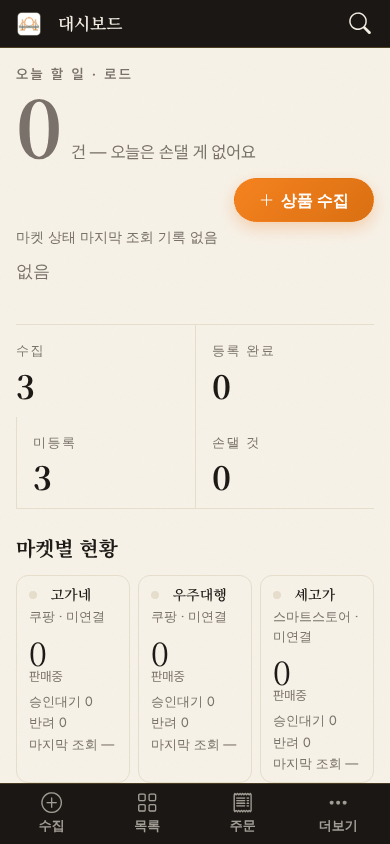 대시보드
오늘 할 일 · 로드
0 건 — 오늘은 손댈 게 없어요
+ 상품 수집
마켓 상태 마지막 조회 기록 없음
없음
수집
3
등록 완료
0
미등록
3
손댈 것
0
마켓별 현황
고가네
쿠팡 · 미연결
0
판매중
승인대기 0
반려 0
마지막 조회 —
우주대행
쿠팡 · 미연결
0
판매중
승인대기 0
반려 0
마지막 조회 —
셰고가
스마트스토어 ·
미연결
0
판매중
승인대기 0
반려 0
마지막 조회 —
수집
목록
주문
더보기